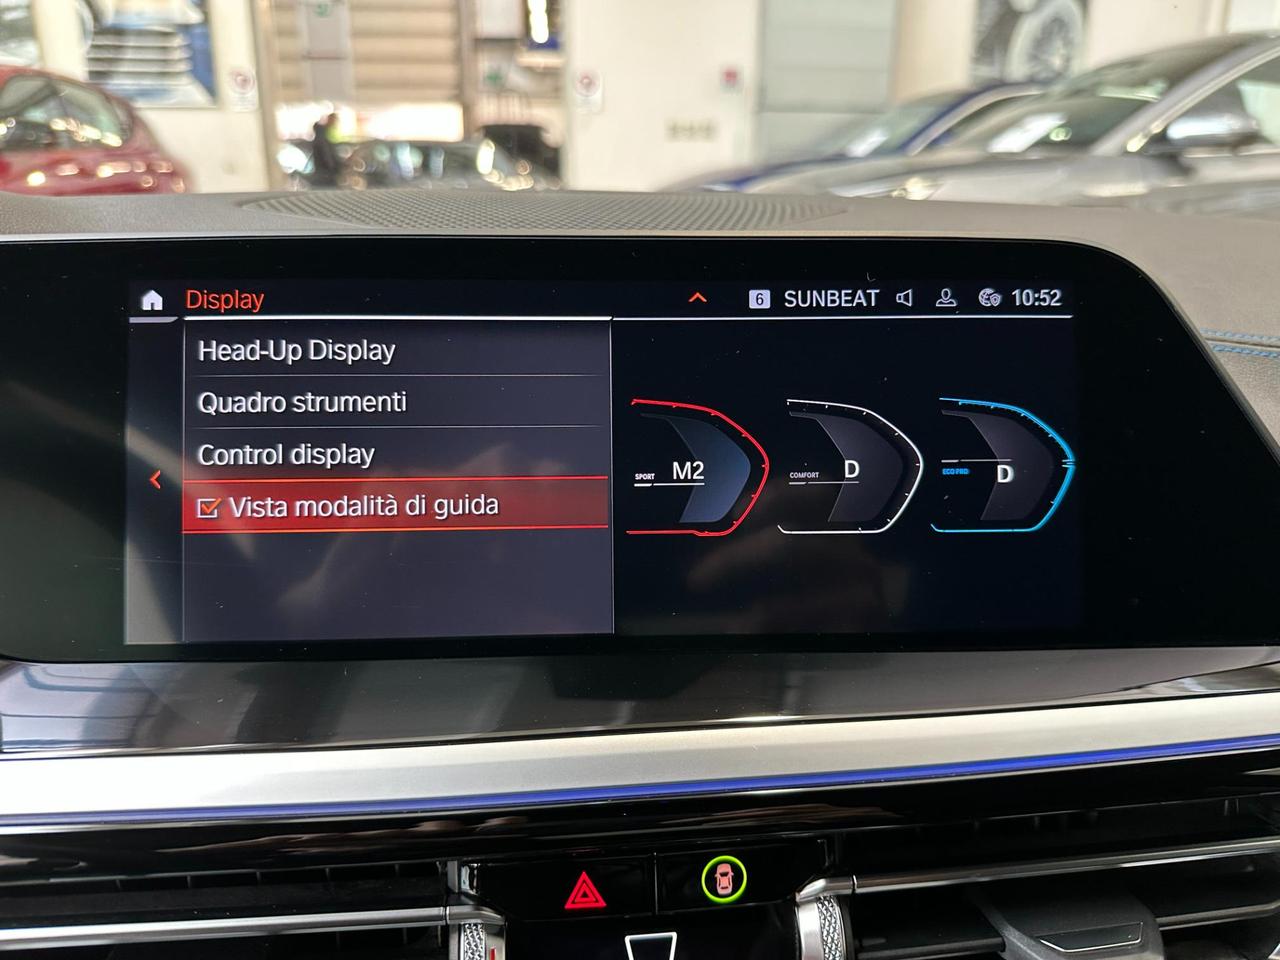 Display
6 SUNBEAT 10:52
Head-Up Display
Quadro strumenti
Control display
Vista modalità di guida
SPORT M2
COMFORT D
ECO PRO D